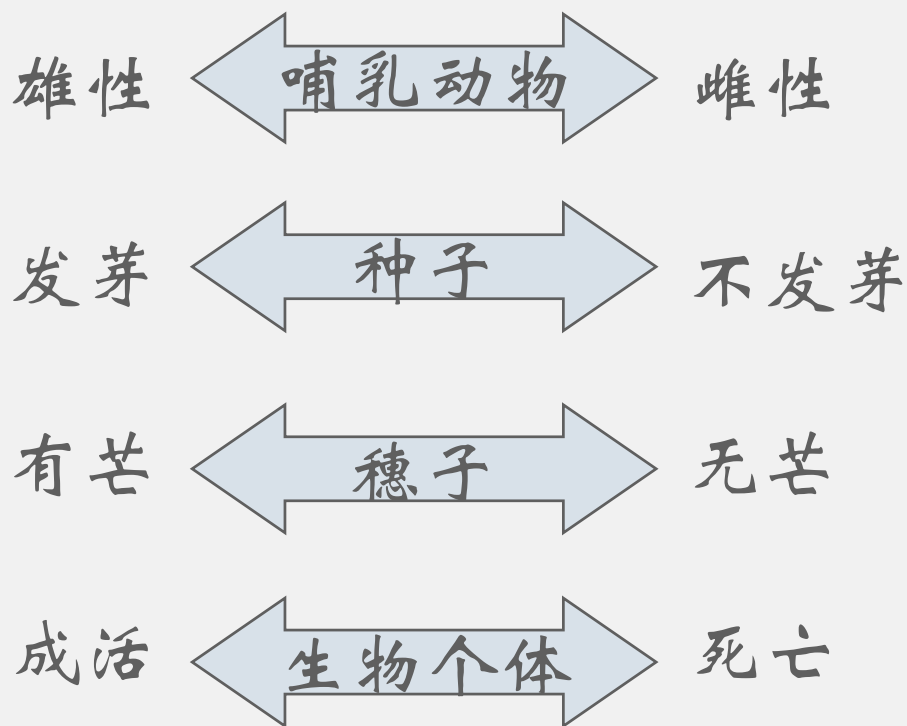 雄性 哺乳动物 雌性
发芽 种子 不发芽
有芒 穗子 无芒
成活 生物个体 死亡